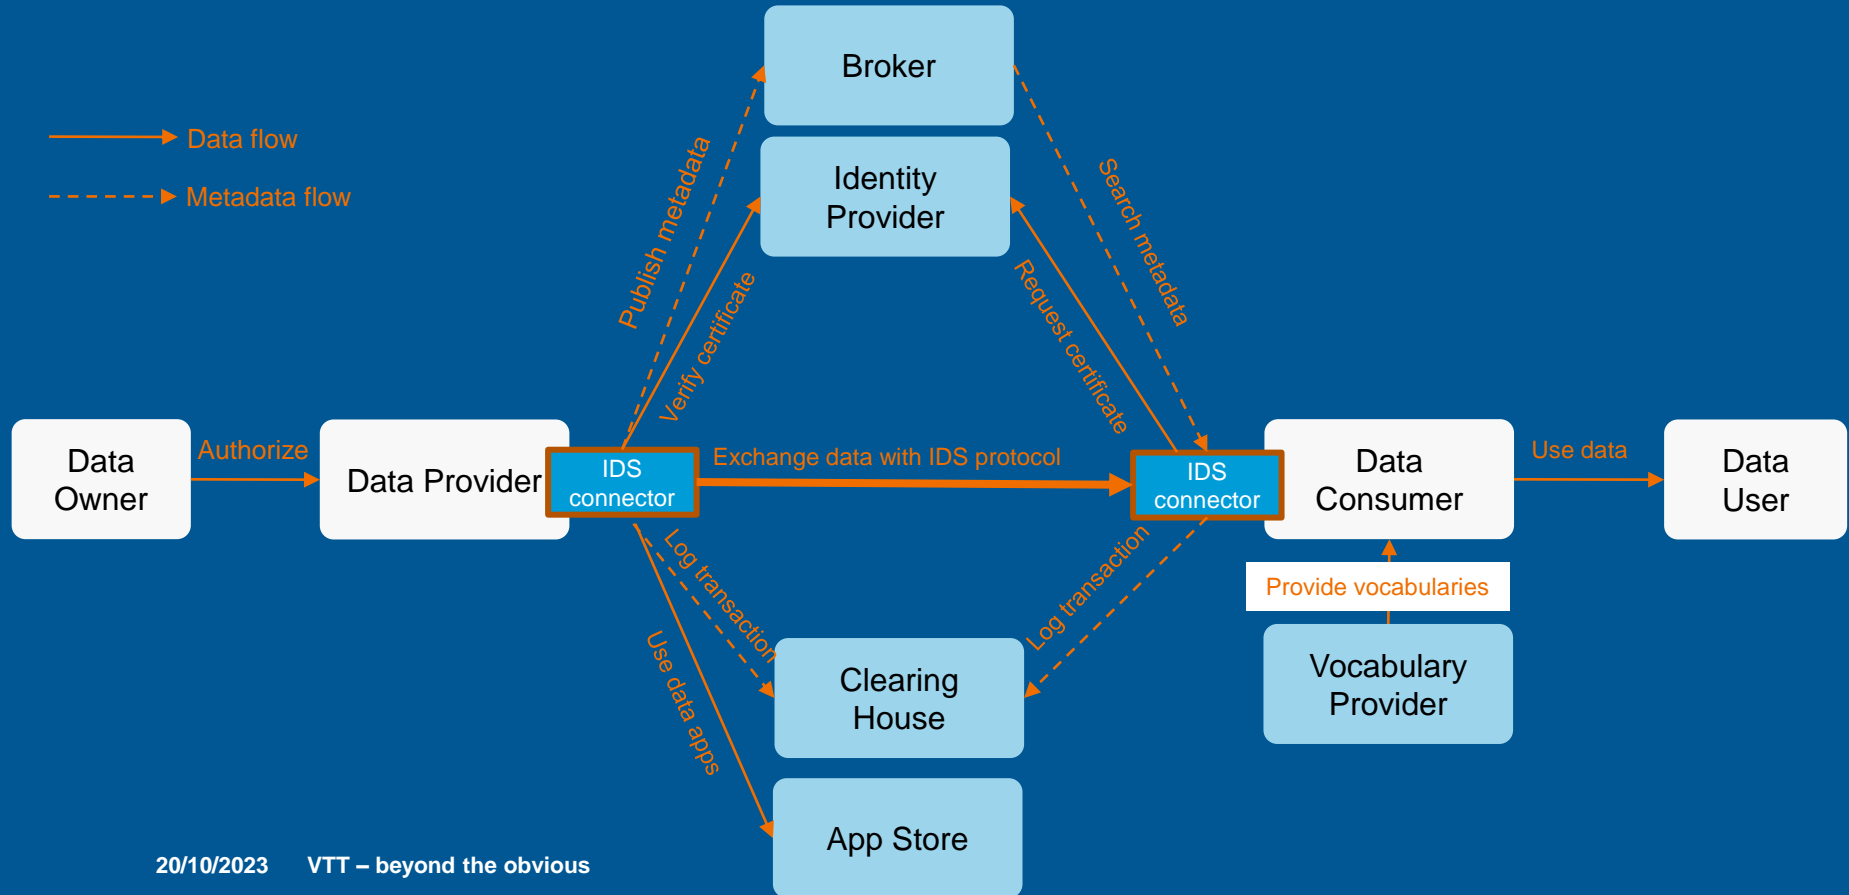 Broker
Data flow
Metadata flow
Identity
Provider
Publish metadata
Search metadata
Verify certificate
Request certificate
Data
Owner
Authorize
Data Provider
IDS
connector
Exchange data with IDS protocol
IDS
connector
Data
Consumer
Use data
Data
User
Log transaction
Log transaction
Use data apps
Provide vocabularies
Clearing
House
Vocabulary
Provider
App Store
20/10/2023 VTT – beyond the obvious